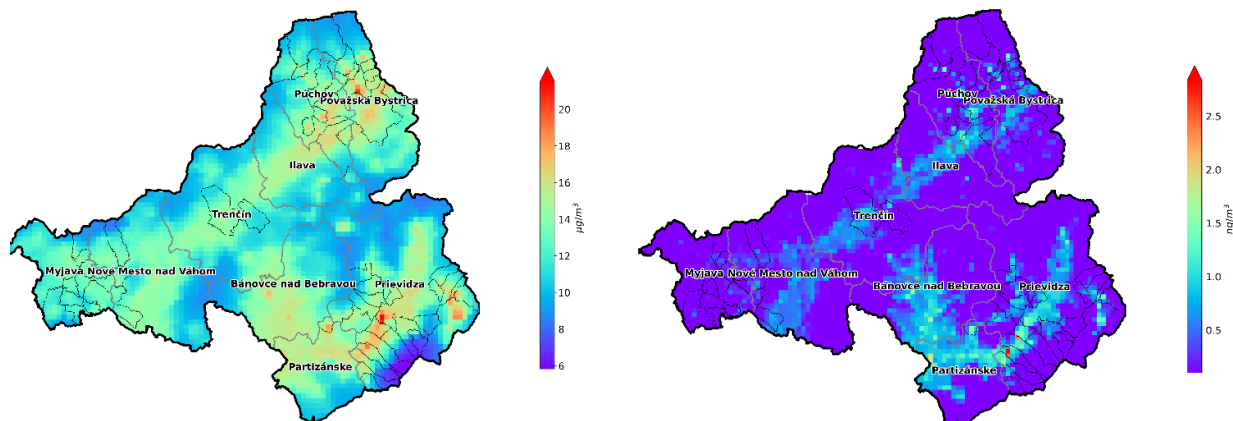 Púchov
Považská Bystrica
Ilava
Trenčín
Myjava Nové Mesto nad Váhom
Bánovce nad Bebravou
Prievidza
Partizánske
20
18
16
14
12
10
8
6
µg/m³
Púchov
Považská Bystrica
Ilava
Trenčín
Myjava Nové Mesto nad Váhom
Bánovce nad Bebravou
Prievidza
Partizánske
2.5
2.0
1.5
1.0
0.5
ng/m³